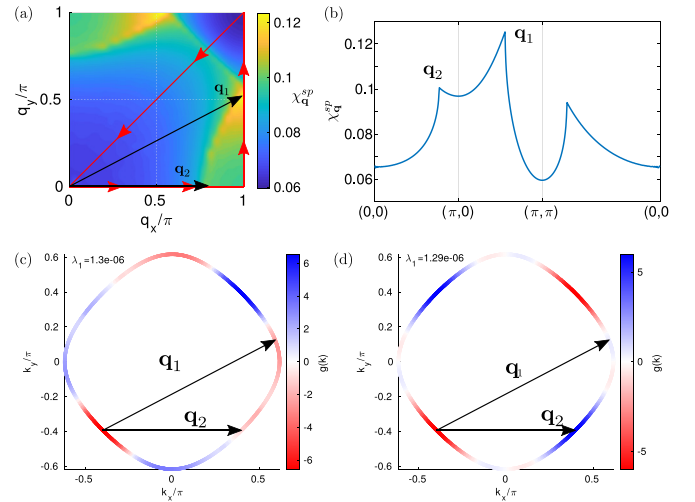 (a)
1
0.5
0
0 0.5 1
q_x/π
q_y/π
q_1
q_2
0.12
0.1
0.08
0.06
χ_q^{sp}
(b)
0.12
0.1
0.08
0.06
χ_q^{sp}
q_1
q_2
(0,0) (π,0) (π,π) (0,0)
(c)
λ_1=1.3e-06
0.6
0.4
0.2
0
-0.2
-0.4
-0.6
k_y/π
q_1
q_2
-0.5 0 0.5
k_x/π
6
4
2
0
-2
-4
-6
g(k)
(d)
λ_1=1.29e-06
0.6
0.4
0.2
0
-0.2
-0.4
-0.6
k_y/π
q_1
q_2
-0.5 0 0.5
k_x/π
5
0
-5
g(k)